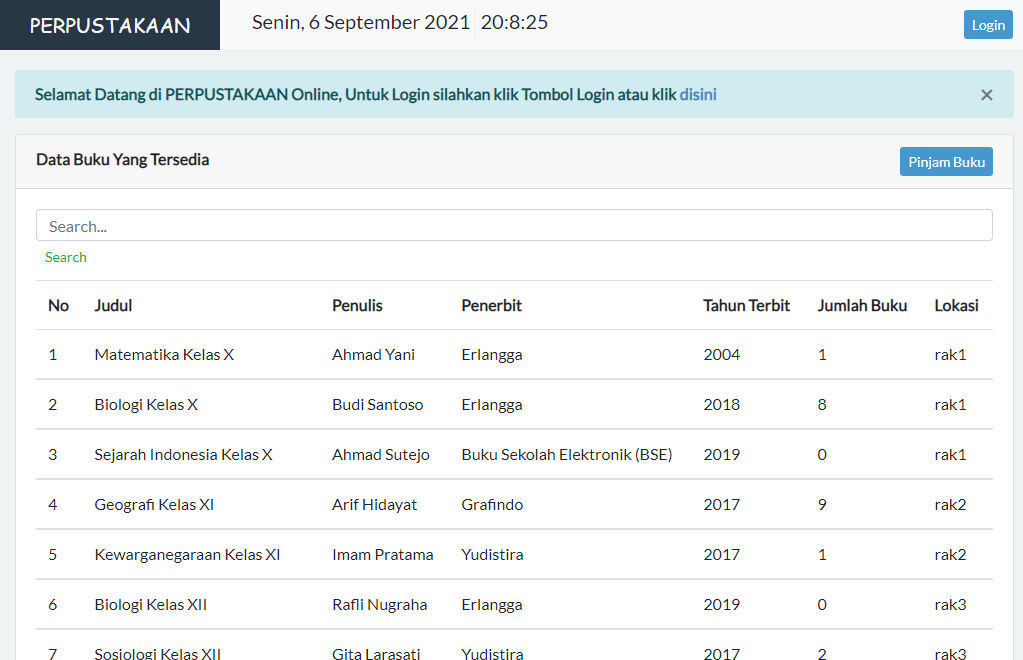 PERPUSTAKAAN Senin, 6 September 2021 20:8:25 Login
Selamat Datang di PERPUSTAKAAN Online, Untuk Login silahkan klik Tombol Login atau klik disini ×
Data Buku Yang Tersedia Pinjam Buku
Search...
Search
No Judul Penulis Penerbit Tahun Terbit Jumlah Buku Lokasi
1 Matematika Kelas X Ahmad Yani Erlangga 2004 1 rak1
2 Biologi Kelas X Budi Santoso Erlangga 2018 8 rak1
3 Sejarah Indonesia Kelas X Ahmad Sutejo Buku Sekolah Elektronik (BSE) 2019 0 rak1
4 Geografi Kelas XI Arif Hidayat Grafindo 2017 9 rak2
5 Kewarganegaraan Kelas XI Imam Pratama Yudistira 2017 1 rak2
6 Biologi Kelas XII Rafli Nugraha Erlangga 2019 0 rak3
7 Sosiologi Kelas XII Gita Larasati Yudistira 2017 2 rak3